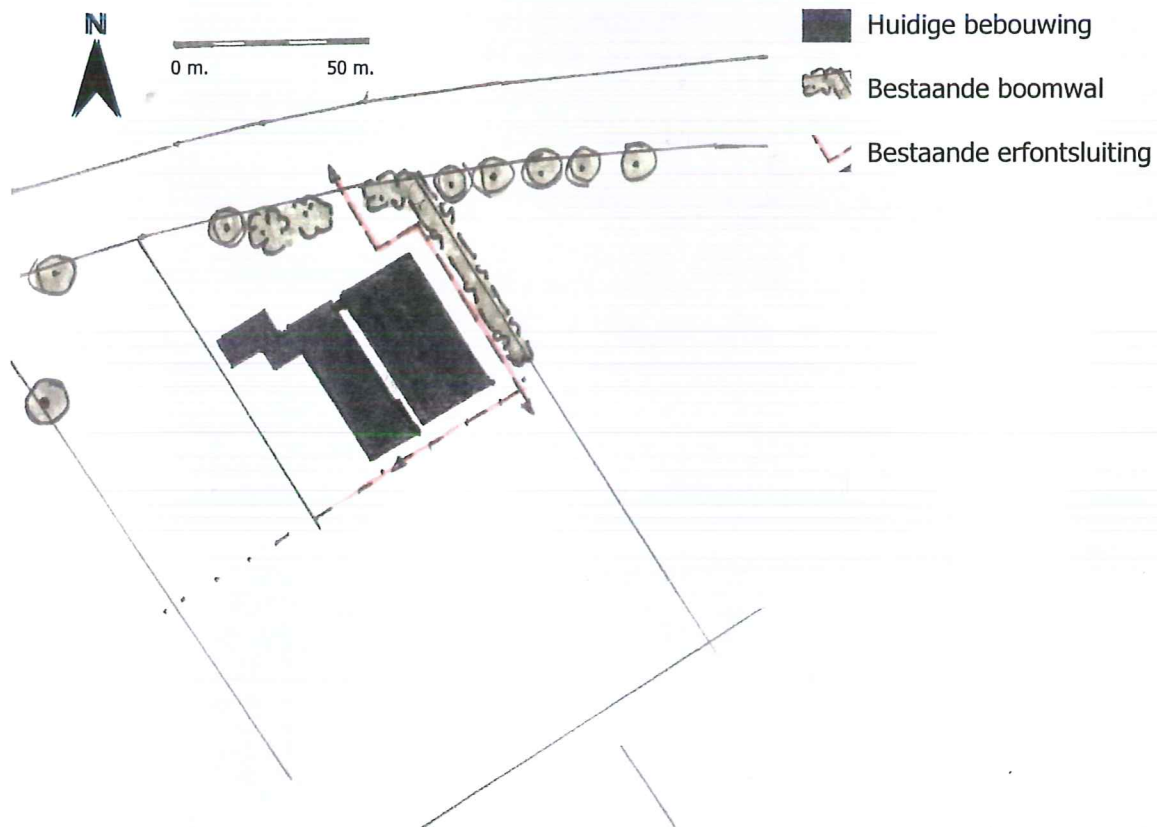 N
0 m. 50 m.
Huidige bebouwing
Bestaande boomwal
Bestaande erfontsluiting